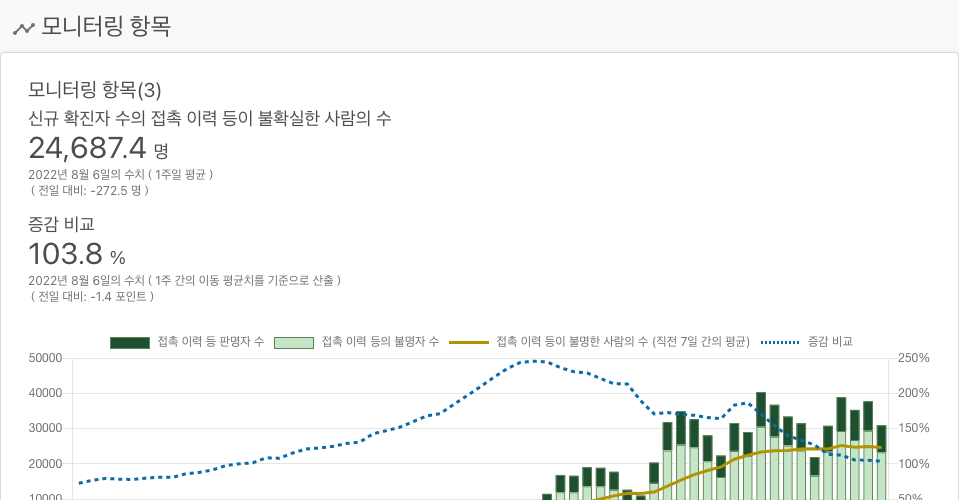 모니터링 항목
모니터링 항목(3)
신규 확진자 수의 접촉 이력 등이 불확실한 사람의 수
24,687.4 명
2022년 8월 6일의 수치 ( 1주일 평균 )
( 전일 대비: -272.5 명 )
증감 비교
103.8 %
2022년 8월 6일의 수치 ( 1주 간의 이동 평균치를 기준으로 산출 )
( 전일 대비: -1.4 포인트 )
접촉 이력 등 판명자 수 접촉 이력 등의 불명자 수 접촉 이력 등이 불명한 사람의 수 (직전 7일 간의 평균) 증감 비교
50000 250%
40000 200%
30000 150%
20000 100%
10000 50%